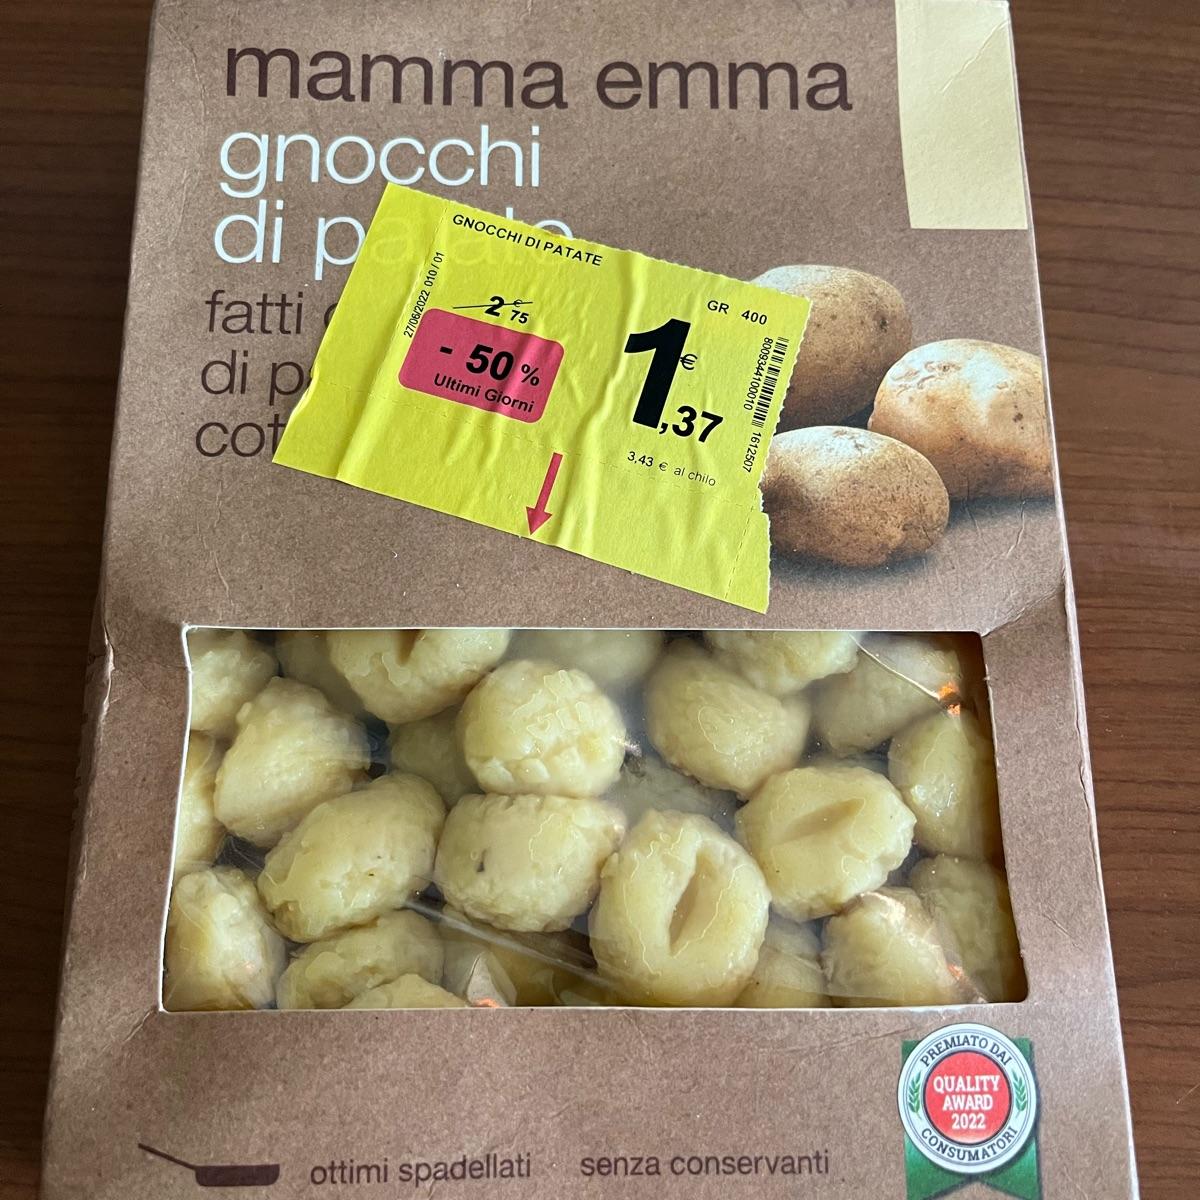 mamma emma
gnocchi
di patate
fatti
di
GNOCCHI DI PATATE
27/06/2022 010/01
2 € 75
- 50 %
Ultimi Giorni
GR 400
1 € ,37
3,43 € al chilo
8009344100010 1612507
PREMIATO DAI
QUALITY
AWARD
2022
CONSUMATORI
ottimi spadellati senza conservanti